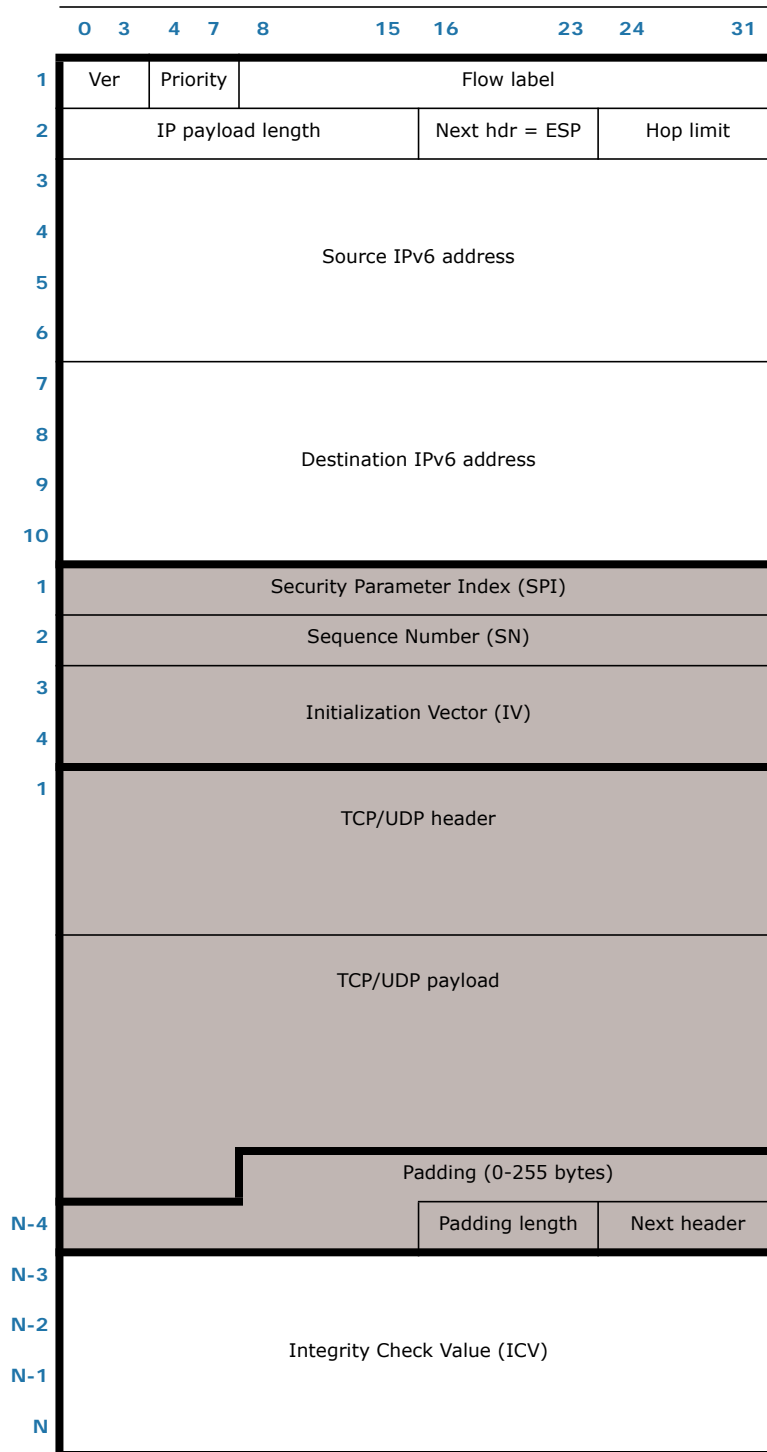 0 3 4 7 8 15 16 23 24 31
1 Ver Priority Flow label
2 IP payload length Next hdr = ESP Hop limit
3
4
Source IPv6 address
5
6
7
8
Destination IPv6 address
9
10
1 Security Parameter Index (SPI)
2 Sequence Number (SN)
3
Initialization Vector (IV)
4
1
TCP/UDP header
TCP/UDP payload
Padding (0-255 bytes)
N-4 Padding length Next header
N-3
N-2
Integrity Check Value (ICV)
N-1
N